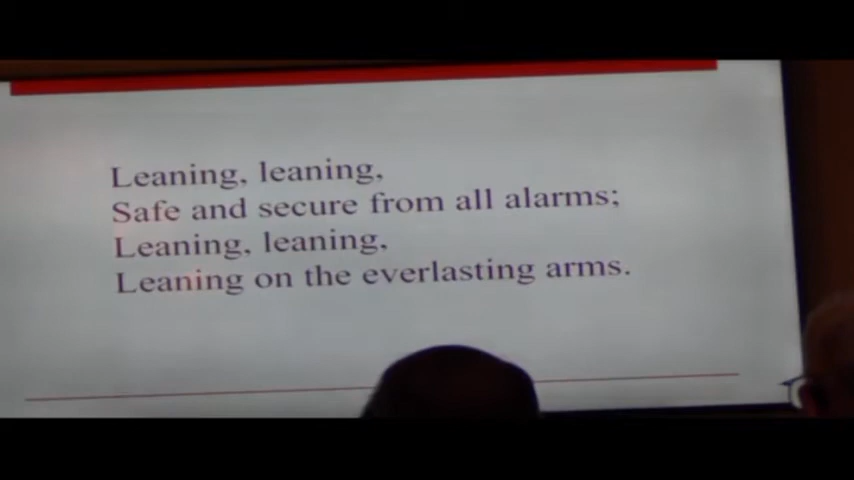 Leaning, leaning,
Safe and secure from all alarms;
Leaning, leaning,
Leaning on the everlasting arms.